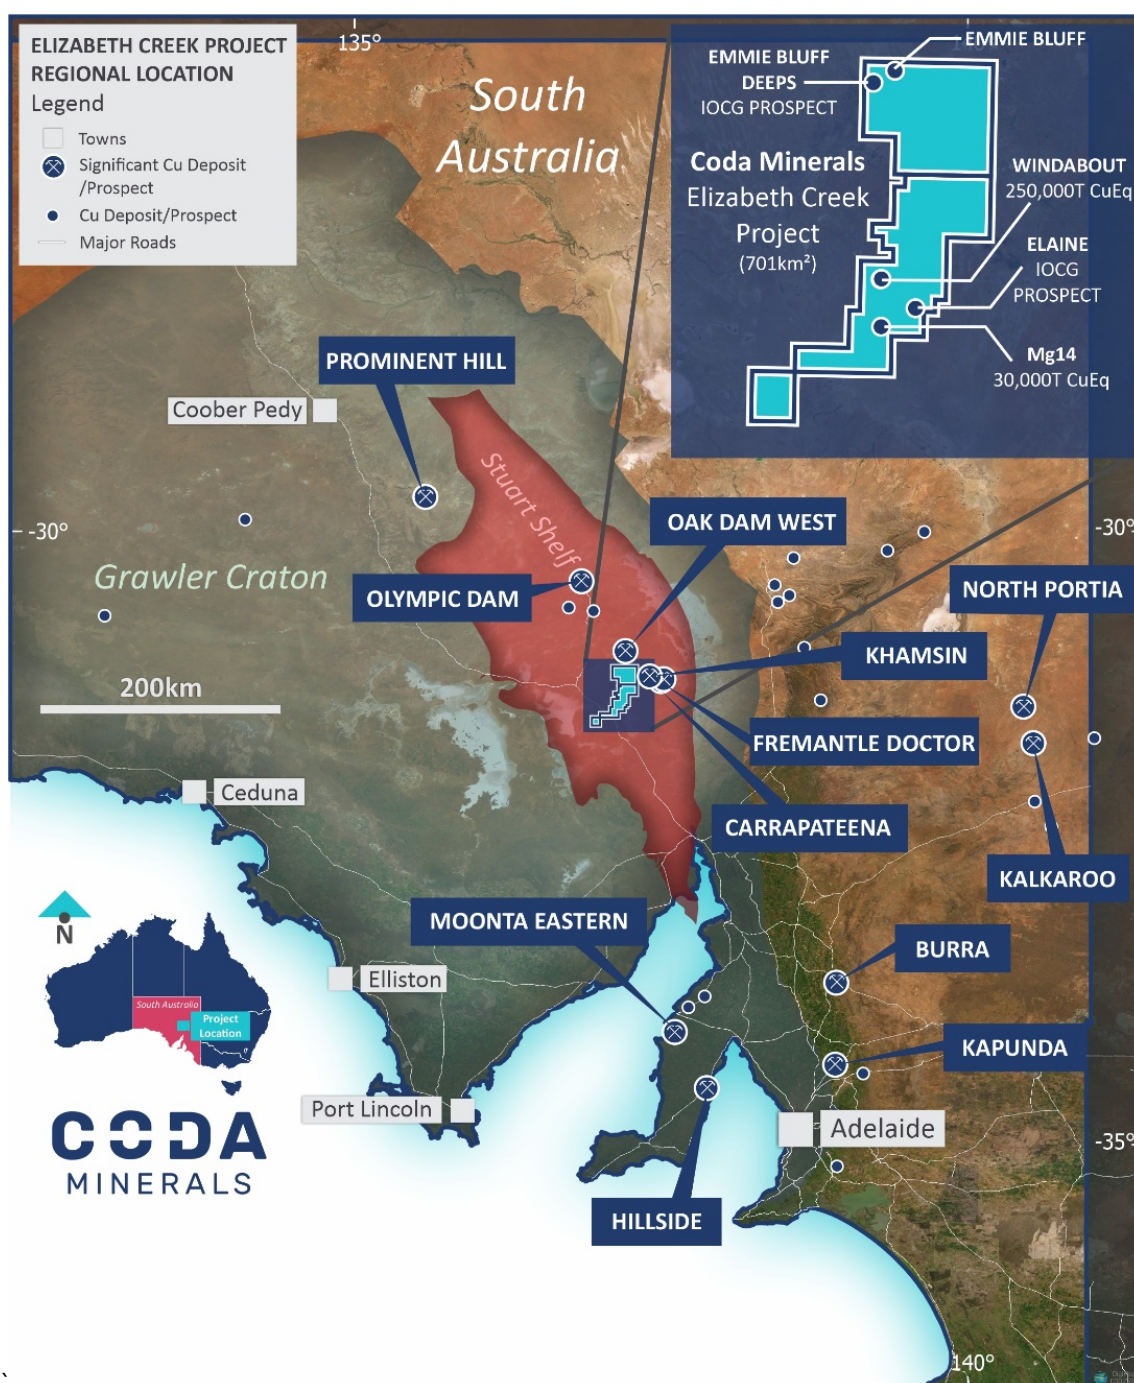 ELIZABETH CREEK PROJECT
REGIONAL LOCATION
Legend
Towns
Significant Cu Deposit
/Prospect
Cu Deposit/Prospect
Major Roads
135°
South
Australia
EMMIE BLUFF
EMMIE BLUFF
DEEPS
IOCG PROSPECT
Coda Minerals
Elizabeth Creek
Project
(701km²)
WINDABOUT
250,000T CuEq
ELAINE
IOCG
PROSPECT
Mg14
30,000T CuEq
PROMINENT HILL
Coober Pedy
Stuart Shelf
OAK DAM WEST
-30°
-30°
Grawler Craton
OLYMPIC DAM
NORTH PORTIA
KHAMSIN
200km
FREMANTLE DOCTOR
Ceduna
CARRAPATEENA
KALKAROO
MOONTA EASTERN
N
BURRA
Elliston
South Australia
Project
Location
KAPUNDA
Port Lincoln
Adelaide
-35°
CODA
MINERALS
HILLSIDE
140°